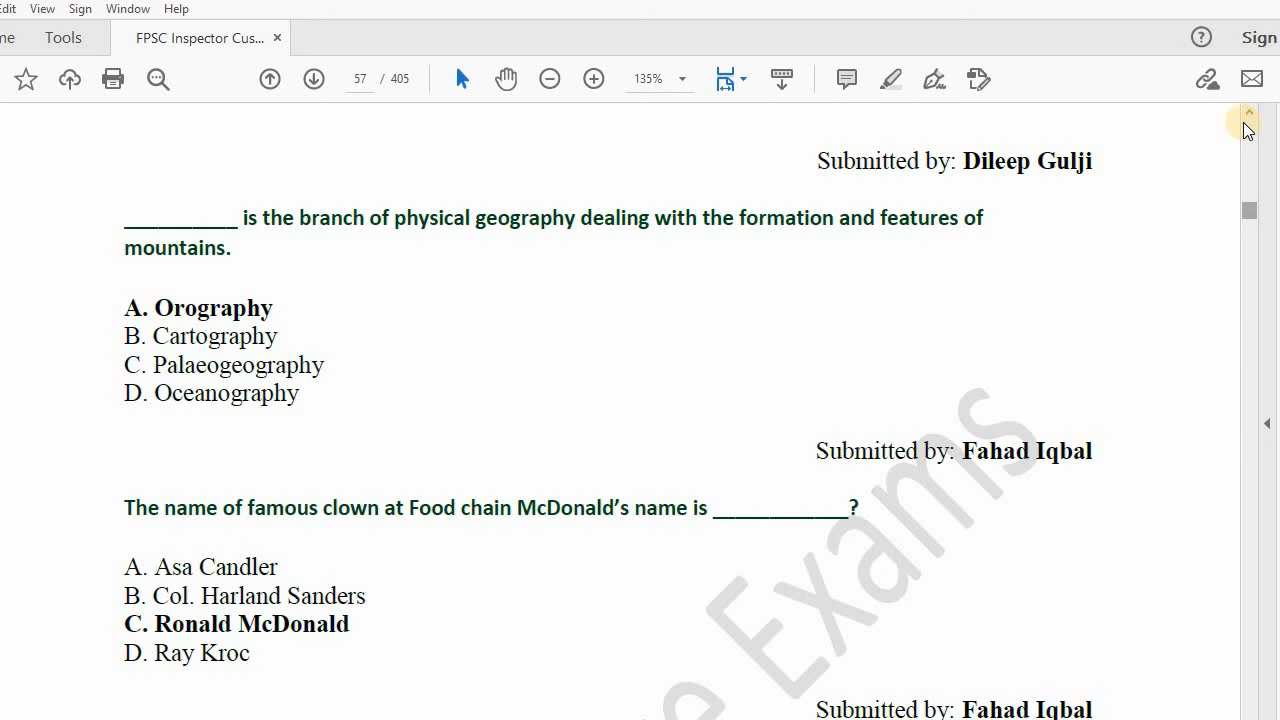 Edit View Sign Window Help
me Tools FPSC Inspector Cus... × ? Sign
57 / 405 135%
Submitted by: Dileep Gulji
__________ is the branch of physical geography dealing with the formation and features of
mountains.
A. Orography
B. Cartography
C. Palaeogeography
D. Oceanography
Submitted by: Fahad Iqbal
The name of famous clown at Food chain McDonald’s name is ____________?
A. Asa Candler
B. Col. Harland Sanders
C. Ronald McDonald
D. Ray Kroc
Submitted by: Fahad Iqbal
e Exams